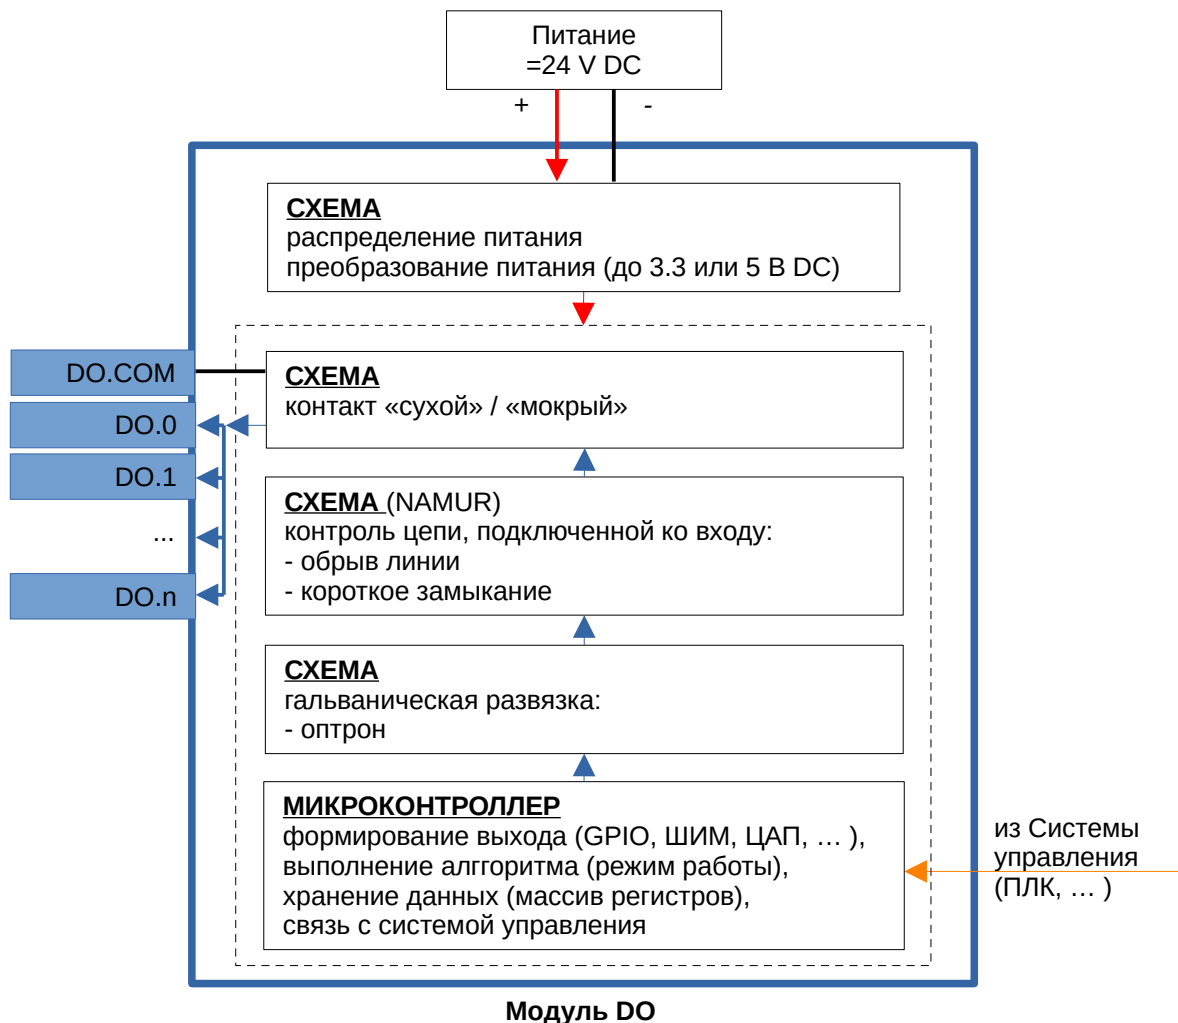 Питание
=24 V DC
+
-
СХЕМА
распределение питания
преобразование питания (до 3.3 или 5 В DC)
DO.COM
DO.0
DO.1
...
DO.n
СХЕМА
контакт «сухой» / «мокрый»
СХЕМА (NAMUR)
контроль цепи, подключенной ко входу:
- обрыв линии
- короткое замыкание
СХЕМА
гальваническая развязка:
- оптрон
МИКРОКОНТРОЛЛЕР
формирование выхода (GPIO, ШИМ, ЦАП, … ),
выполнение алггоритма (режим работы),
хранение данных (массив регистров),
связь с системой управления
из Системы
управления
(ПЛК, … )
Модуль DO